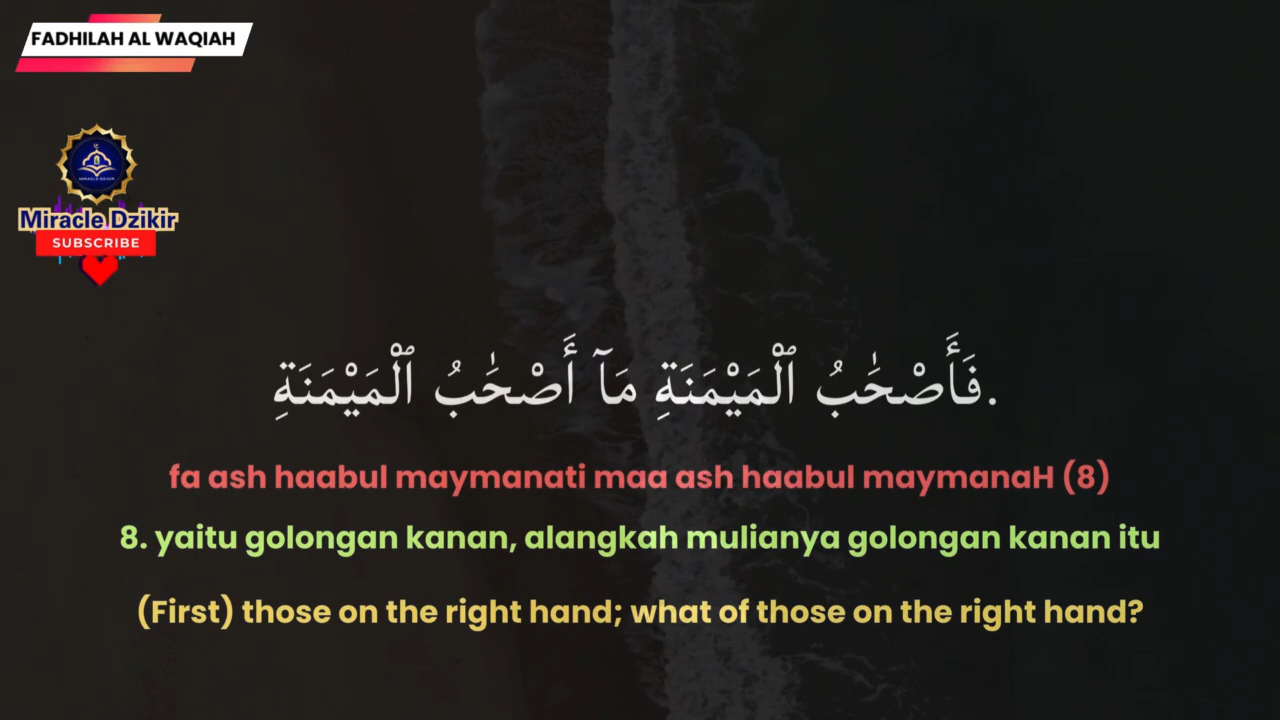 FADHILAH AL WAQIAH
MIRACLE DZIKIR
Miracle Dzikir
SUBSCRIBE
فَأَصْحَٰبُ ٱلْمَيْمَنَةِ مَآ أَصْحَٰبُ ٱلْمَيْمَنَةِ.
fa ash haabul maymanati maa ash haabul maymanaH (8)
8. yaitu golongan kanan, alangkah mulianya golongan kanan itu
(First) those on the right hand; what of those on the right hand?